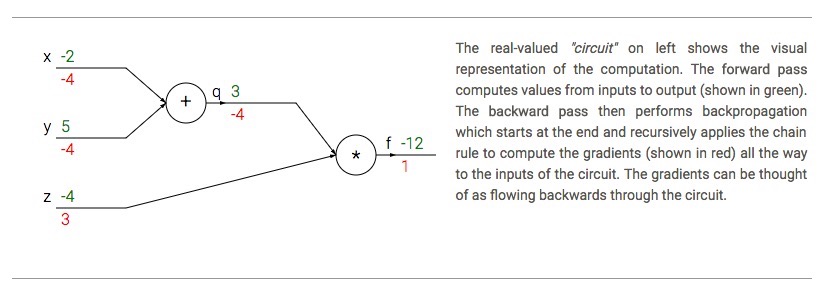 x -2
-4
y 5
-4
z -4
3
+
q 3
-4
*
f -12
1
The real-valued "circuit" on left shows the visual
representation of the computation. The forward pass
computes values from inputs to output (shown in green).
The backward pass then performs backpropagation
which starts at the end and recursively applies the chain
rule to compute the gradients (shown in red) all the way
to the inputs of the circuit. The gradients can be thought
of as flowing backwards through the circuit.